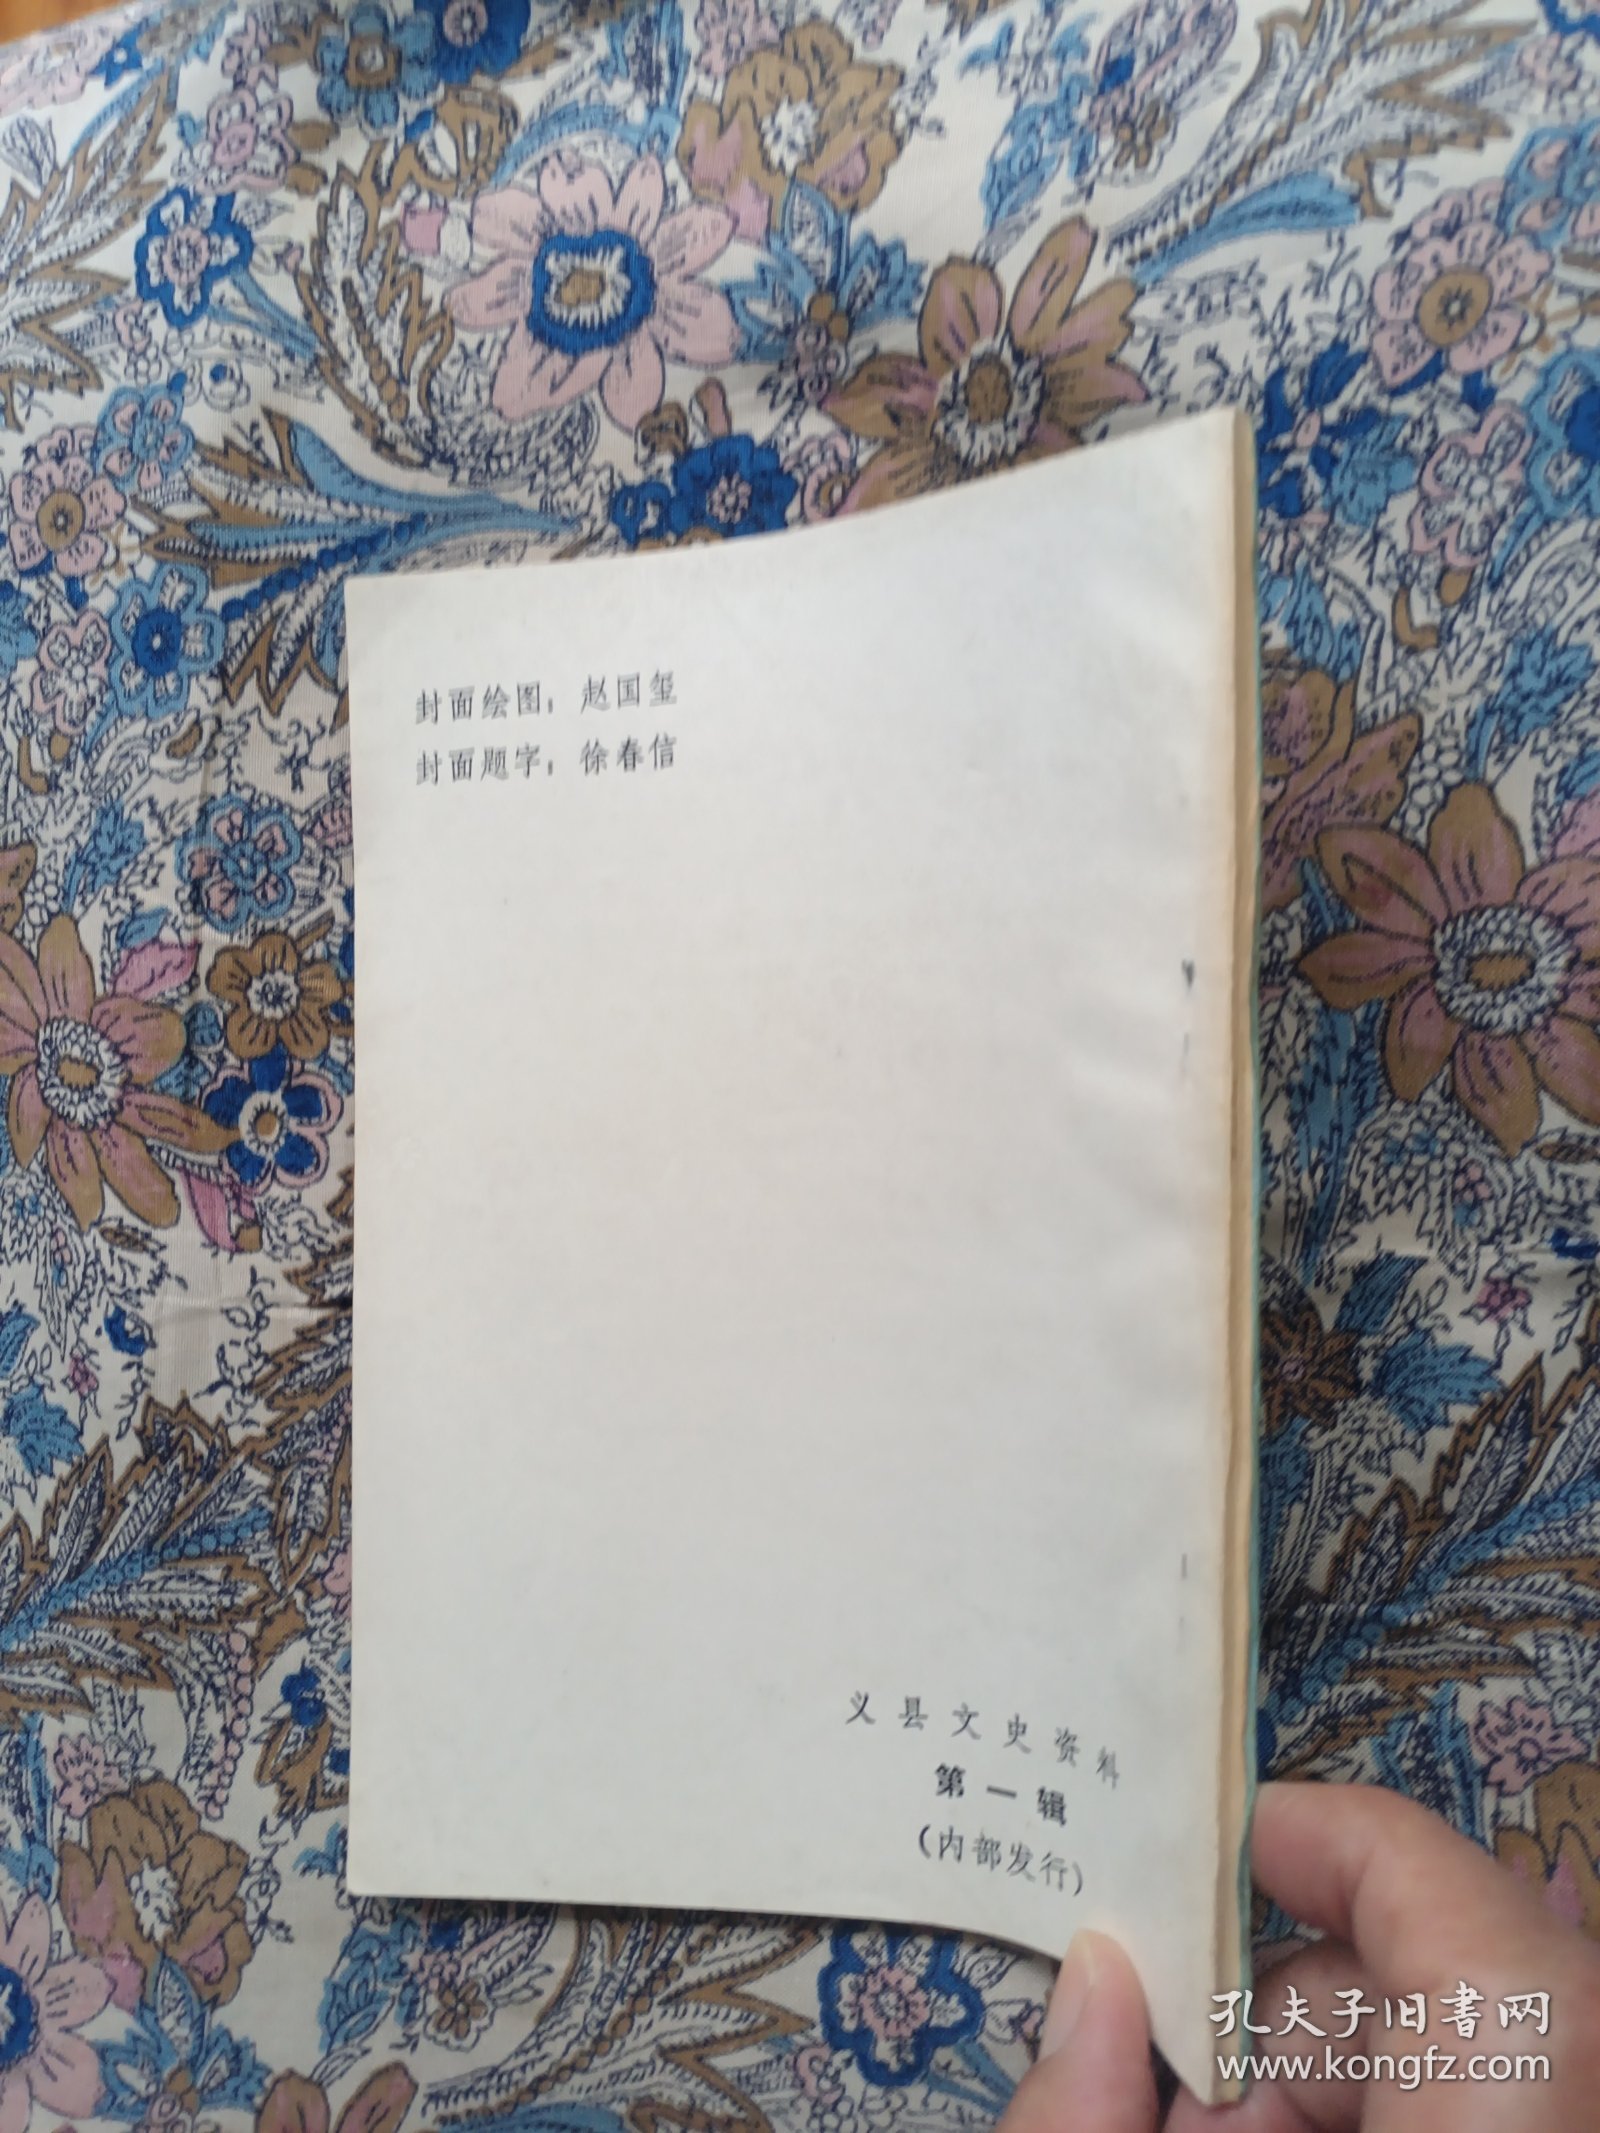 封面绘图：赵国玺
封面题字：徐春信
义县文史资料
第一辑
（内部发行）
孔夫子旧书网
www.kongfz.com